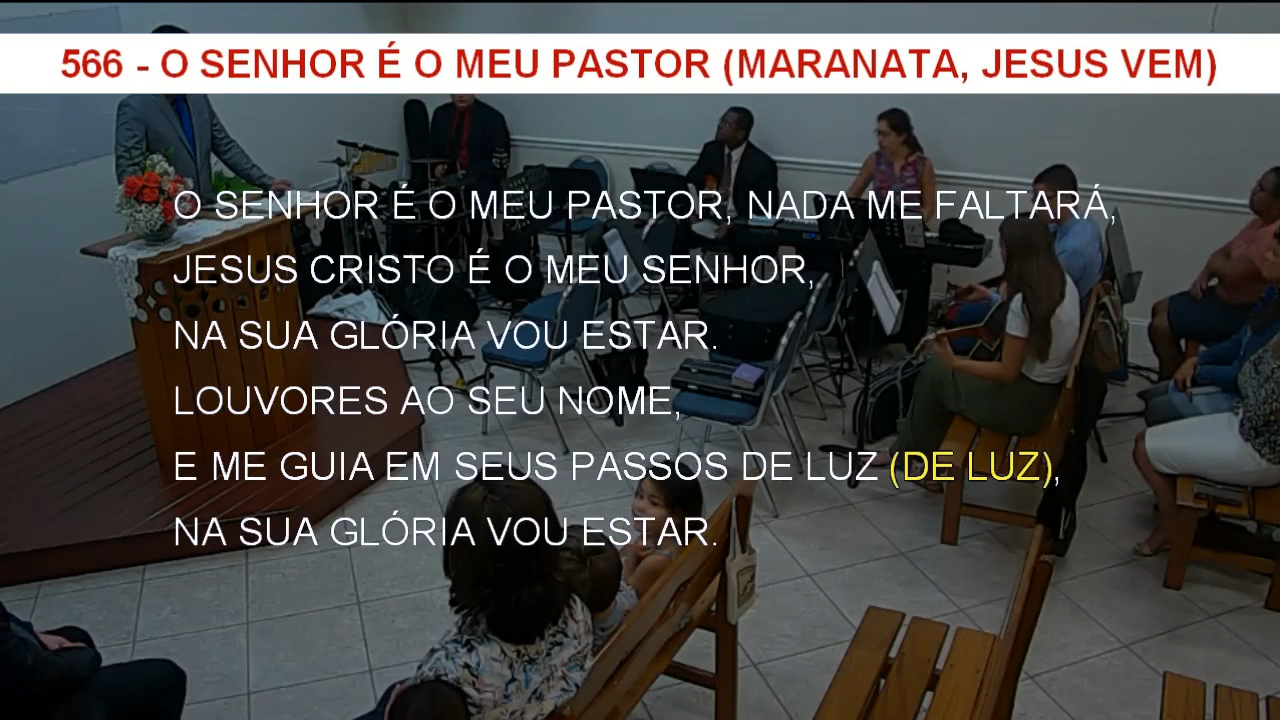 566 - O SENHOR É O MEU PASTOR (MARANATA, JESUS VEM)
O SENHOR É O MEU PASTOR, NADA ME FALTARÁ,
JESUS CRISTO É O MEU SENHOR,
NA SUA GLÓRIA VOU ESTAR.
LOUVORES AO SEU NOME,
E ME GUIA EM SEUS PASSOS DE LUZ (DE LUZ),
NA SUA GLÓRIA VOU ESTAR.